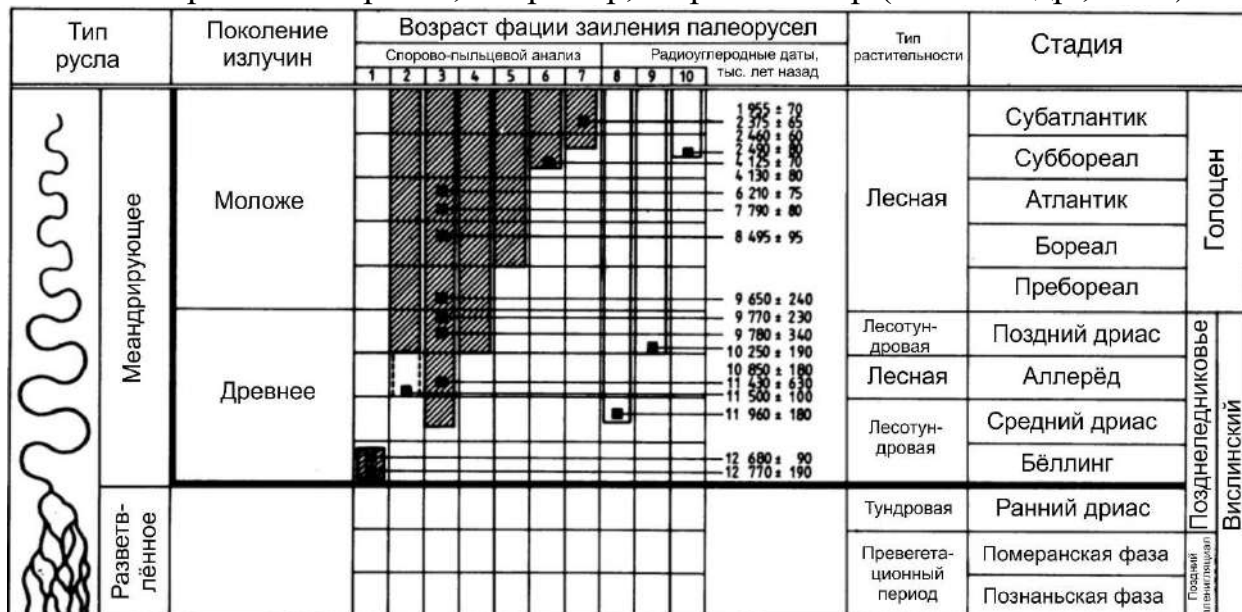 Тип русла
Поколение излучин
Возраст фации заиления палеорусел
Спорово-пыльцевой анализ
Радиоуглеродные даты, тыс. лет назад
1 2 3 4 5 6 7 8 9 10
Тип растительности
Стадия
Меандрирующее
Разветвлённое
Моложе
Древнее
1 955 ± 70
2 375 ± 65
2 460 ± 60
2 490 ± 80
4 125 ± 70
4 130 ± 80
6 210 ± 75
7 790 ± 80
8 495 ± 95
9 650 ± 240
9 770 ± 230
9 780 ± 340
10 250 ± 190
10 850 ± 180
11 430 ± 630
11 500 ± 100
11 960 ± 180
12 680 ± 90
12 770 ± 190
Лесная
Лесотундровая
Лесная
Лесотундровая
Тундровая
Превегетационный период
Субатлантик
Суббореал
Атлантик
Бореал
Пребореал
Поздний дриас
Аллерёд
Средний дриас
Бёллинг
Ранний дриас
Померанская фаза
Познаньская фаза
Голоцен
Позднеледниковье
Поздний
Вислинский